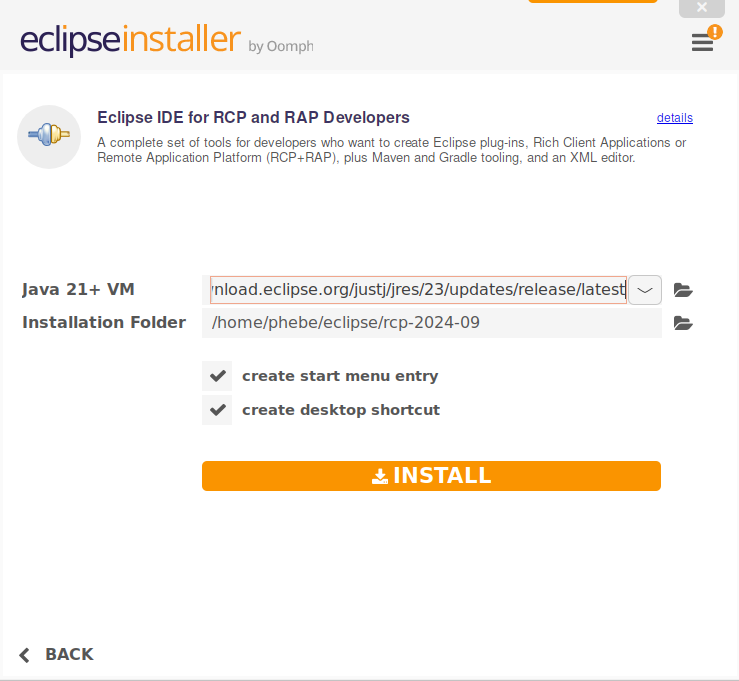 eclipseinstaller by Oomph
!
Eclipse IDE for RCP and RAP Developers
details
A complete set of tools for developers who want to create Eclipse plug-ins, Rich Client Applications or
Remote Application Platform (RCP+RAP), plus Maven and Gradle tooling, and an XML editor.
Java 21+ VM
nload.eclipse.org/justj/jres/23/updates/release/latest
Installation Folder
/home/phebe/eclipse/rcp-2024-09
create start menu entry
create desktop shortcut
INSTALL
BACK